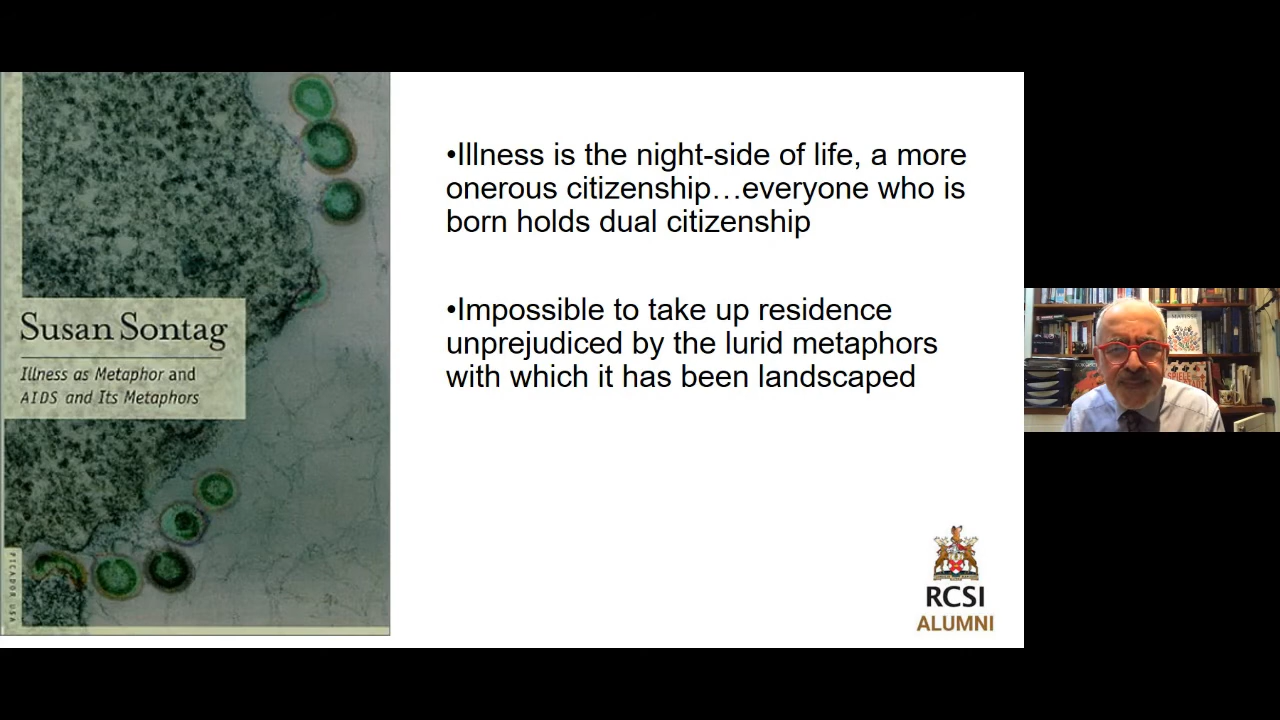 Susan Sontag
Illness as Metaphor and
AIDS and Its Metaphors
PICADOR USA
•Illness is the night-side of life, a more
onerous citizenship…everyone who is
born holds dual citizenship
•Impossible to take up residence
unprejudiced by the lurid metaphors
with which it has been landscaped
RCSI
ALUMNI
MATISSE